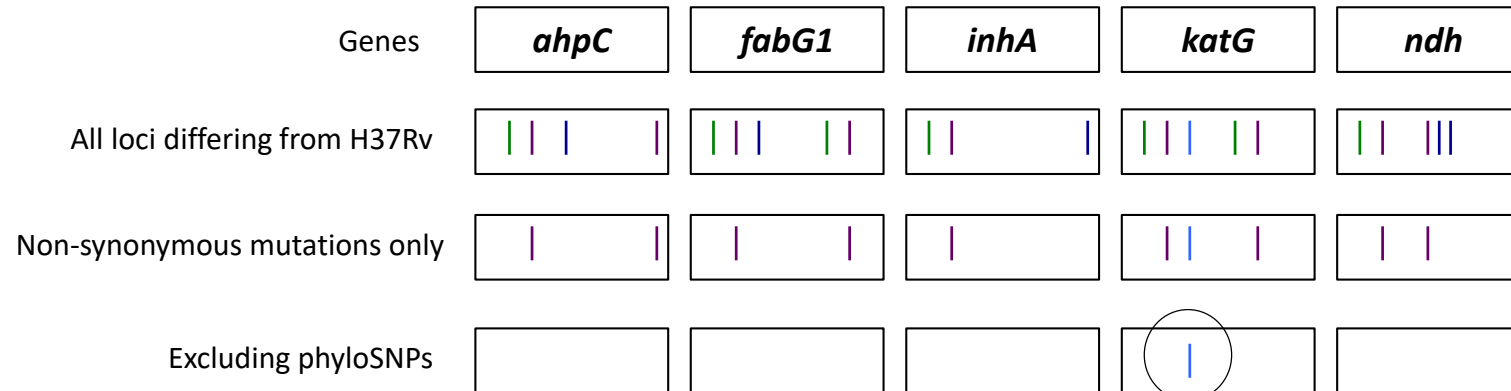 Genes
ahpC fabG1 inhA katG ndh
All loci differing from H37Rv
Non-synonymous mutations only
Excluding phyloSNPs